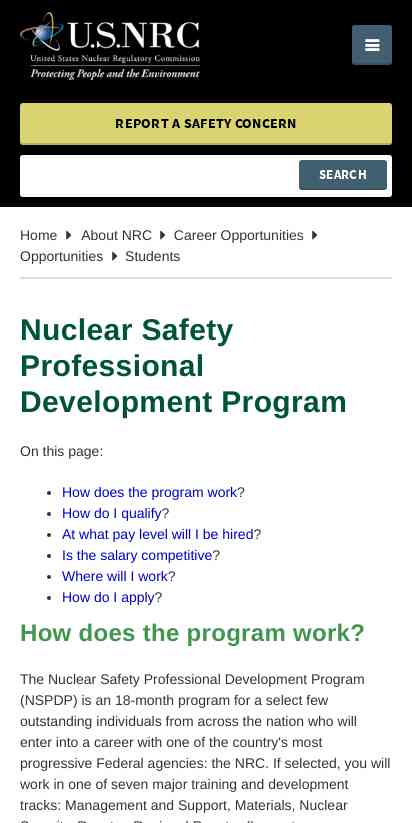 U.S.NRC
United States Nuclear Regulatory Commission
Protecting People and the Environment
REPORT A SAFETY CONCERN
SEARCH
Home About NRC Career Opportunities
Opportunities Students
Nuclear Safety
Professional
Development Program
On this page:
How does the program work?
How do I qualify?
At what pay level will I be hired?
Is the salary competitive?
Where will I work?
How do I apply?
How does the program work?
The Nuclear Safety Professional Development Program
(NSPDP) is an 18-month program for a select few
outstanding individuals from across the nation who will
enter into a career with one of the country's most
progressive Federal agencies: the NRC. If selected, you will
work in one of seven major training and development
tracks: Management and Support, Materials, Nuclear